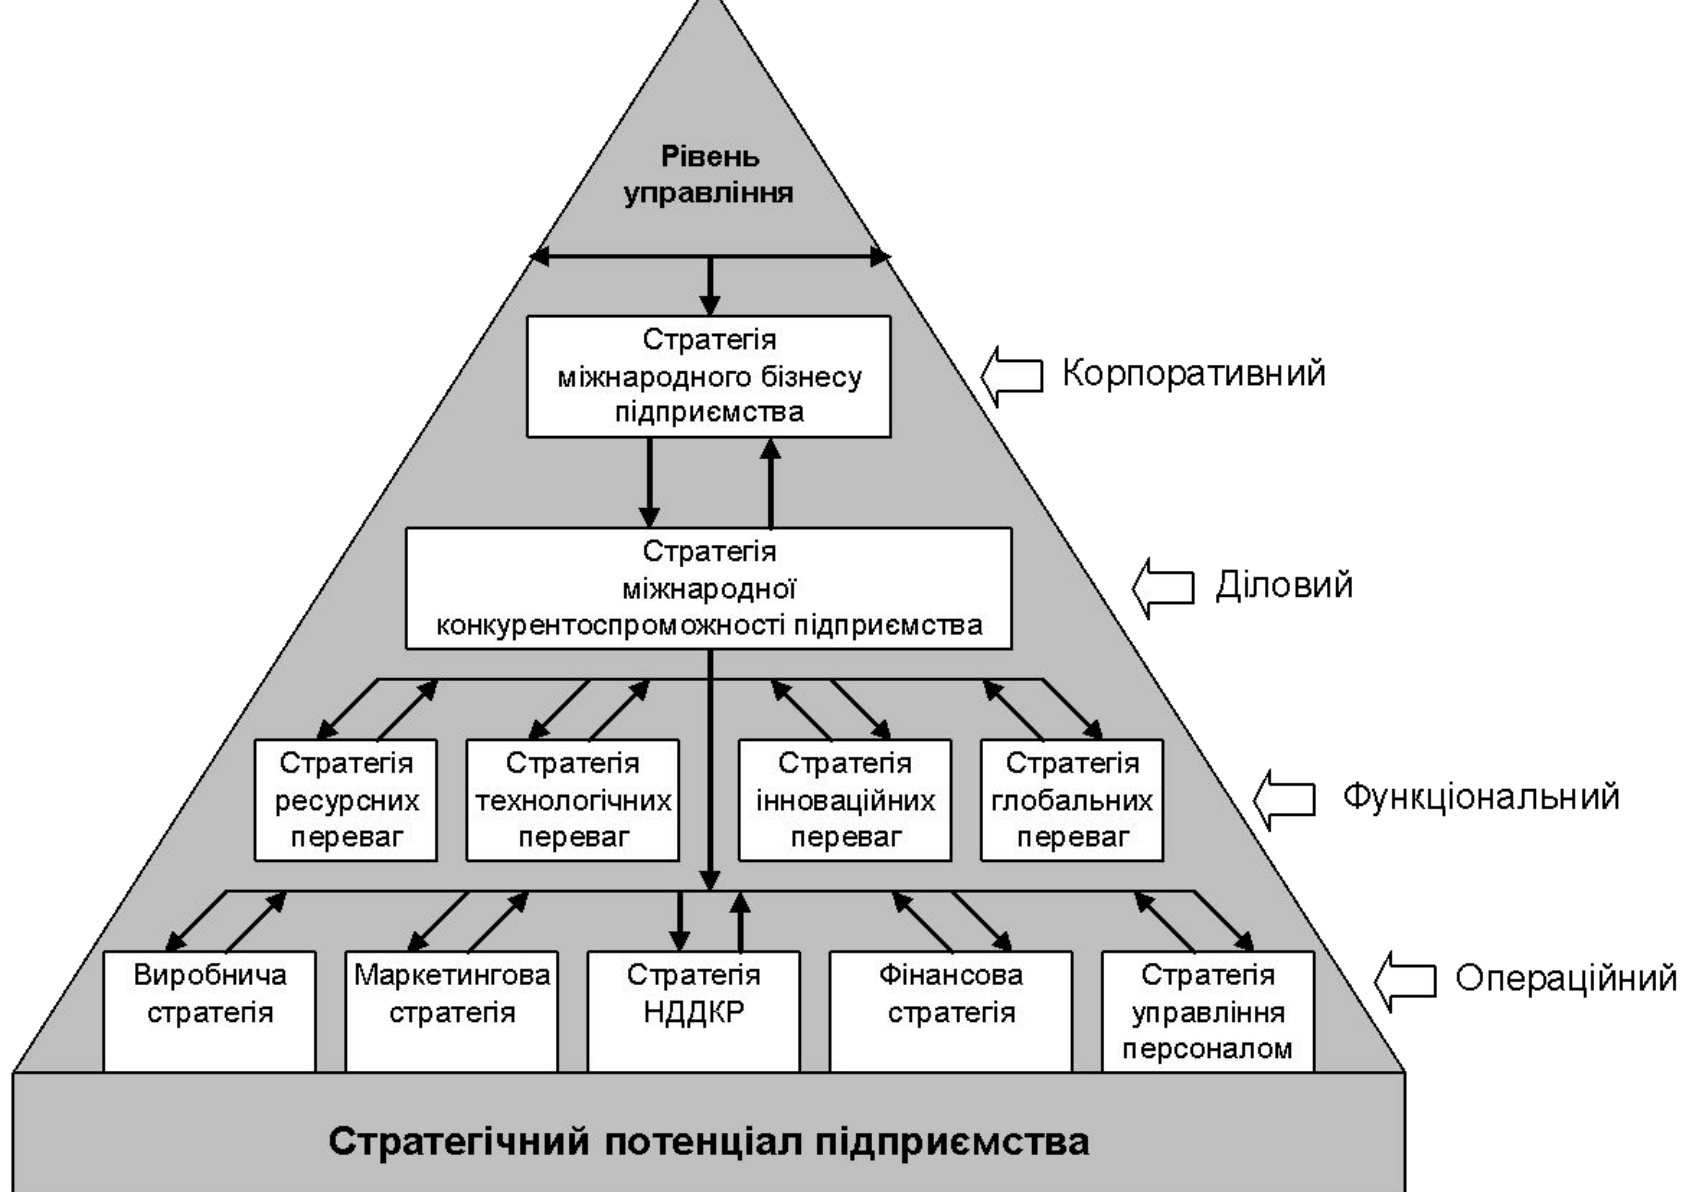 Рівень
управління
Стратегія
міжнародного бізнесу
підприємства
Корпоративний
Стратегія
міжнародної
конкурентоспроможності підприємства
Діловий
Стратегія
ресурсних
переваг
Стратегія
технологічних
переваг
Стратегія
інноваційних
переваг
Стратегія
глобальних
переваг
Функціональний
Виробнича
стратегія
Маркетингова
стратегія
Стратегія
НДДКР
Фінансова
стратегія
Стратегія
управління
персоналом
Операційний
Стратегічний потенціал підприємства